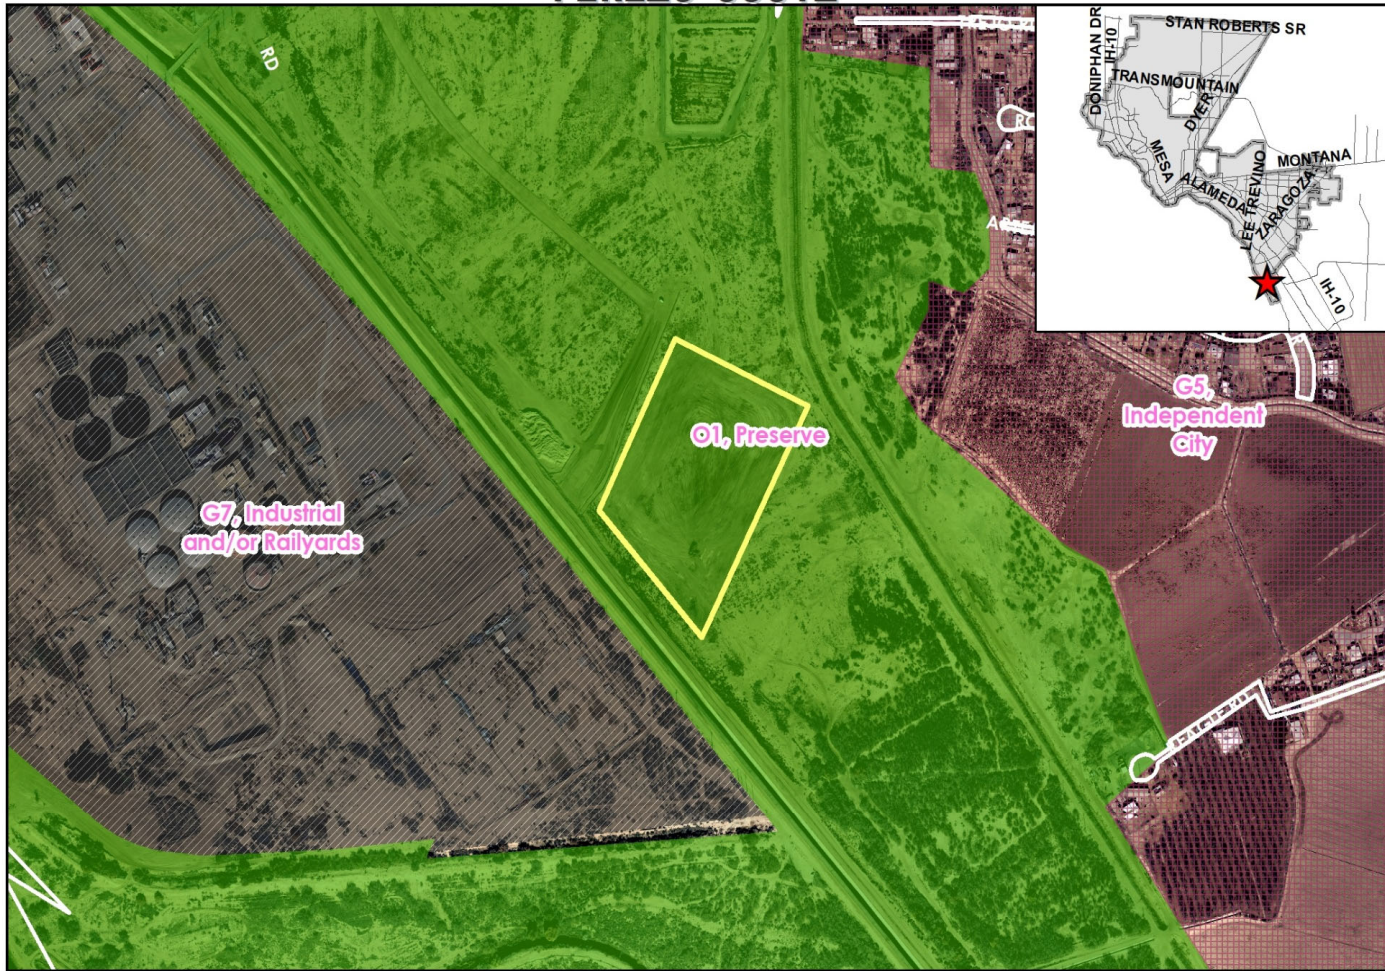 RD
STAN ROBERTS SR
DONIPHAN DR
IH-10
TRANSMOUNTAIN
DYER
MESA
MONTANA
ALAMEDA
LEE TREVINO
ZARAGOZA
IH-10
G5,
Independent
City
O1, Preserve
G7, Industrial
and/or Railyards